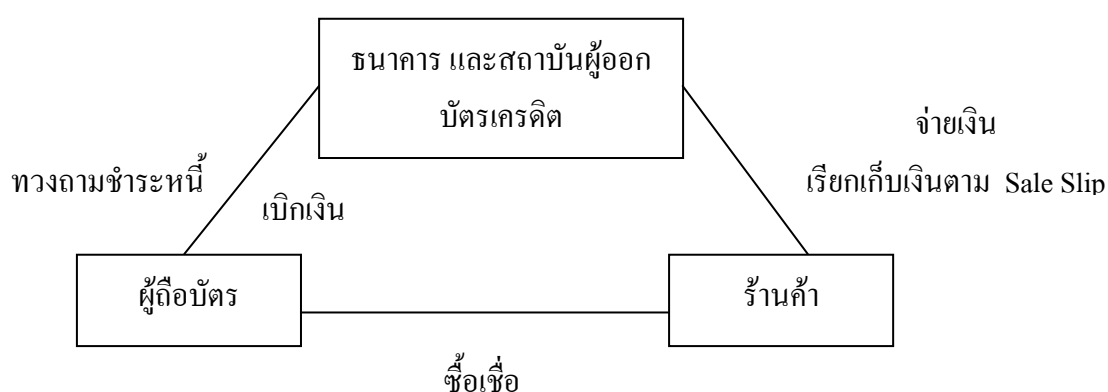 ธนาคาร และสถาบันผู้ออก
บัตรเครดิต
จ่ายเงิน
ทวงถามชำระหนี้
เรียกเก็บเงินตาม Sale Slip
เบิกเงิน
ผู้ถือบัตร
ร้านค้า
ซื้อเชื่อ